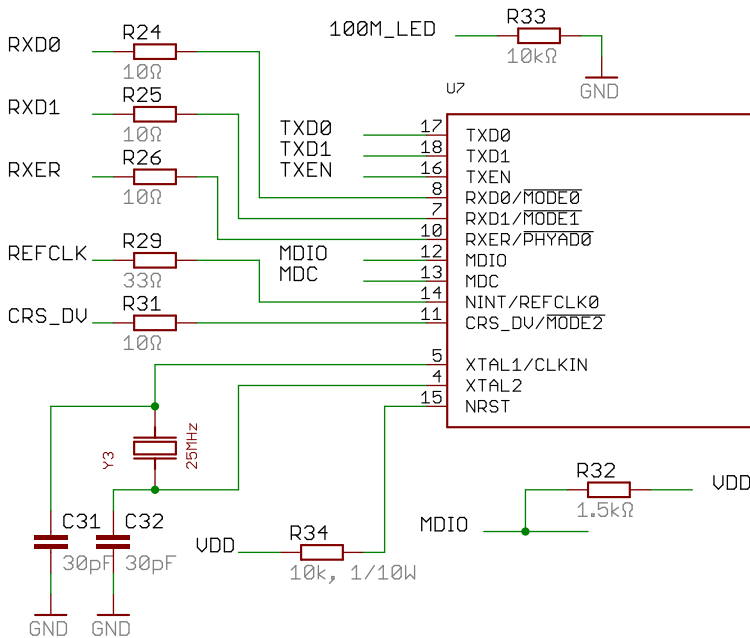 100M_LED
R33
10kΩ
GND
RXD0
R24
10Ω
RXD1
R25
10Ω
RXER
R26
10Ω
REFCLK
R29
33Ω
CRS_DV
R31
10Ω
U7
TXD0 17 TXD0
TXD1 18 TXD1
TXEN 16 TXEN
8 RXD0/MODE0
7 RXD1/MODE1
10 RXER/PHYAD0
MDIO 12 MDIO
MDC 13 MDC
14 NINT/REFCLK0
11 CRS_DV/MODE2
5 XTAL1/CLKIN
4 XTAL2
15 NRST
Y3
25MHz
C31
30pF
GND
C32
30pF
GND
VDD
R34
10k, 1/10W
MDIO
R32
1.5kΩ
VDD